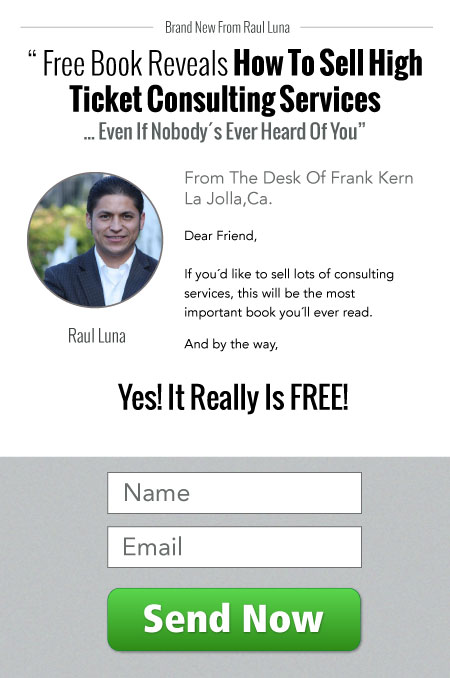 Brand New From Raul Luna
“ Free Book Reveals How To Sell High
Ticket Consulting Services
... Even If Nobody´s Ever Heard Of You”
From The Desk Of Frank Kern
La Jolla,Ca.
Dear Friend,
If you´d like to sell lots of consulting
services, this will be the most
important book you´ll ever read.
And by the way,
Raul Luna
Yes! It Really Is FREE!
Name
Email
Send Now